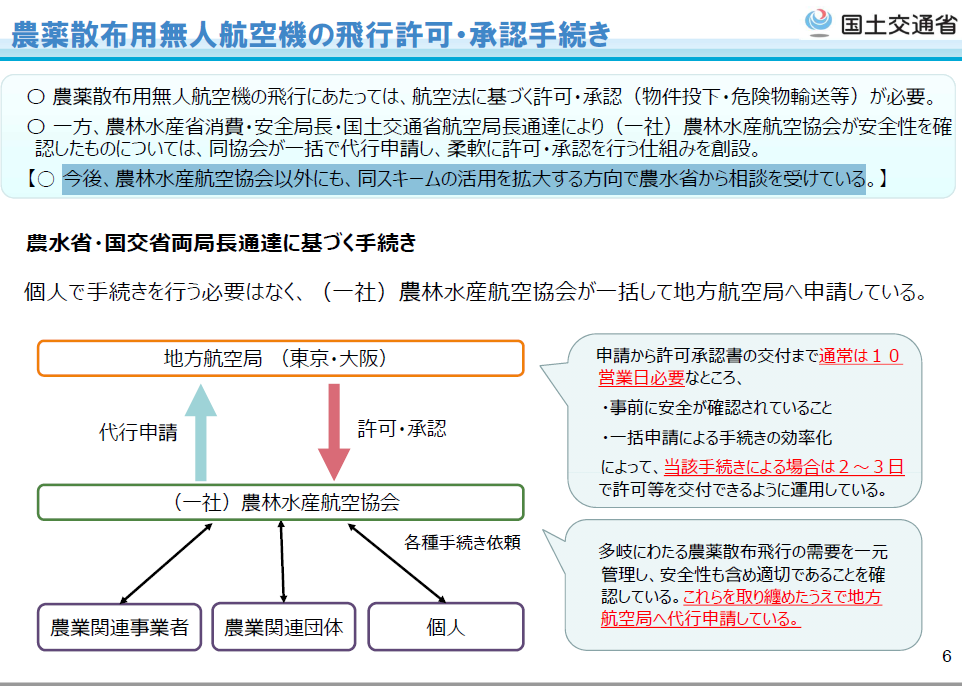 農薬散布用無人航空機の飛行許可・承認手続き
国土交通省
〇 農薬散布用無人航空機の飛行にあたっては、航空法に基づく許可・承認（物件投下・危険物輸送等）が必要。
〇 一方、農林水産省消費・安全局長・国土交通省航空局長通達により（一社）農林水産航空協会が安全性を確
認したものについては、同協会が一括で代行申請し、柔軟に許可・承認を行う仕組みを創設。
【〇 今後、農林水産航空協会以外にも、同スキームの活用を拡大する方向で農水省から相談を受けている。】
農水省・国交省両局長通達に基づく手続き
個人で手続きを行う必要はなく、（一社）農林水産航空協会が一括して地方航空局へ申請している。
地方航空局 （東京・大阪）
代行申請
許可・承認
（一社）農林水産航空協会
各種手続き依頼
農業関連事業者
農業関連団体
個人
申請から許可承認書の交付まで通常は１０
営業日必要なところ、
・事前に安全が確認されていること
・一括申請による手続きの効率化
によって、当該手続きによる場合は２～３日
で許可等を交付できるように運用している。
多岐にわたる農薬散布飛行の需要を一元
管理し、安全性も含め適切であることを確
認している。これらを取り纏めたうえで地方
航空局へ代行申請している。
6